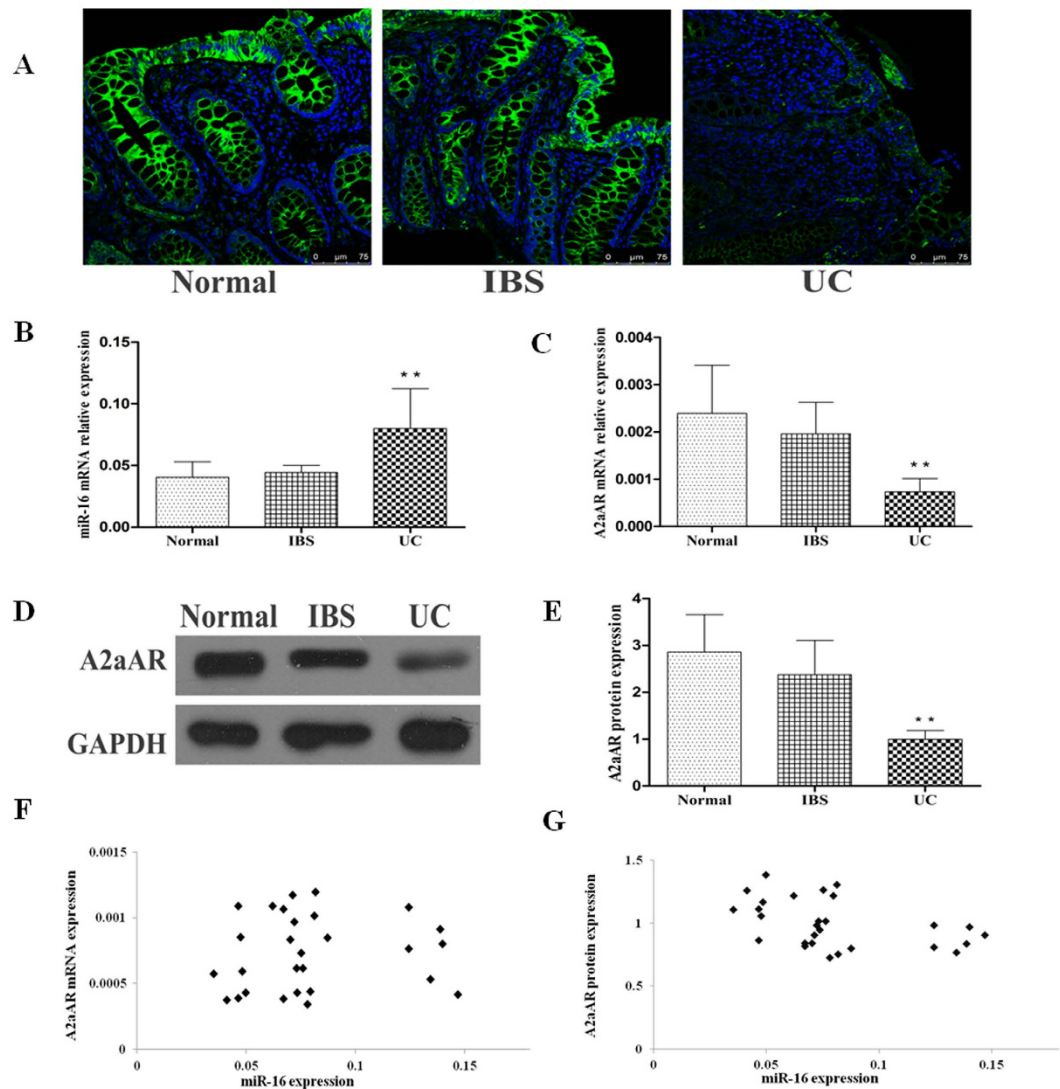 A
0 µm 75
0 µm 75
0 µm 75
Normal
IBS
UC
B
miR-16 mRNA relative expression
0.15
0.10
0.05
0.00
**
Normal
IBS
UC
C
A2aAR mRNA relative expression
0.004
0.003
0.002
0.001
0.000
**
Normal
IBS
UC
D
Normal
IBS
UC
A2aAR
GAPDH
E
A2aAR protein expression
4
3
2
1
0
**
Normal
IBS
UC
F
A2aAR mRNA expression
0.0015
0.001
0.0005
0
0
0.05
0.1
0.15
miR-16 expression
G
A2aAR protein expression
1.5
1
0.5
0
0
0.05
0.1
0.15
miR-16 expression